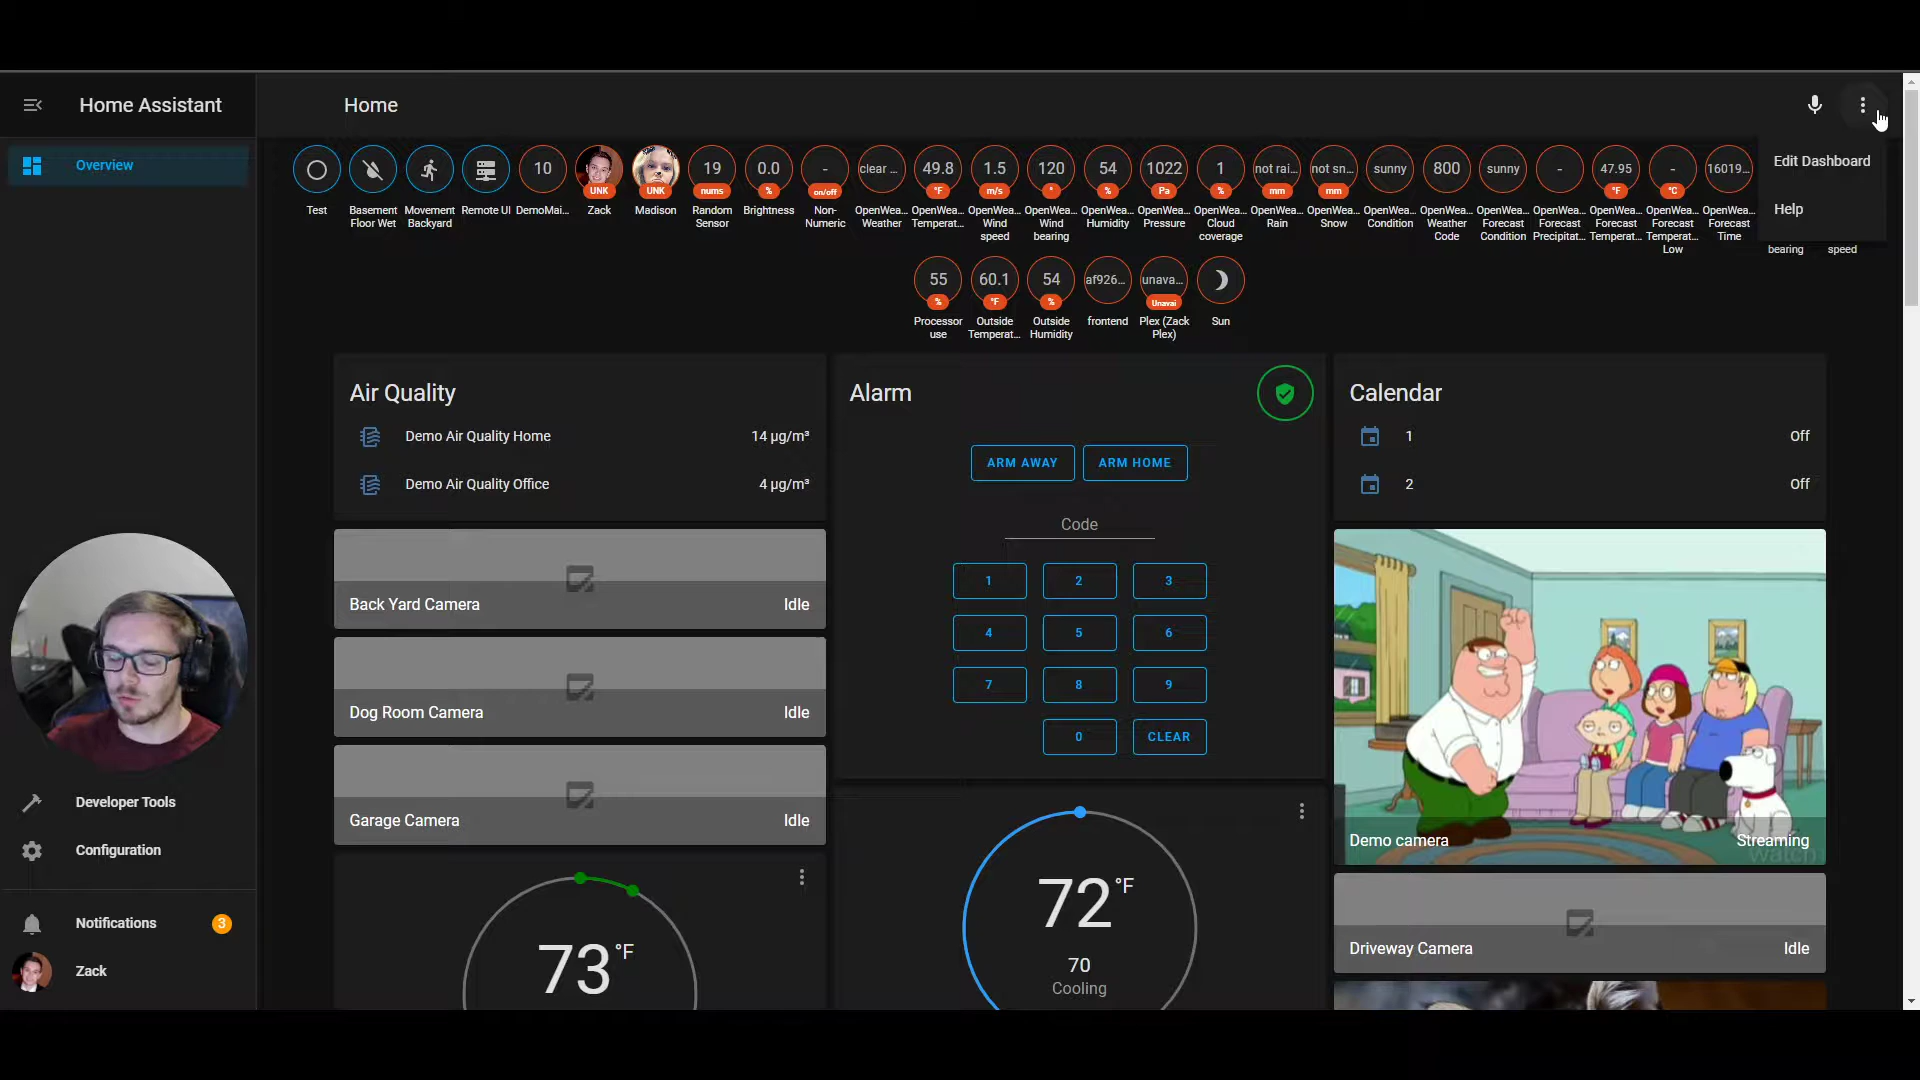 Home Assistant
Home
Overview
Edit Dashboard
Help
10
19
0.0
-
clear ...
49.8
1.5
120
54
1022
1
not rai...
not sn...
sunny
800
sunny
-
47.95
-
16019...
UNK
UNK
nums
%
on/off
°F
m/s
°
%
Pa
%
mm
mm
°F
°C
Test
Basement Floor Wet
Movement Backyard
Remote UI
DemoMai...
Zack
Madison
Random Sensor
Brightness
Non-Numeric
OpenWea... Weather
OpenWea... Temperat...
OpenWea... Wind speed
OpenWea... Wind bearing
OpenWea... Humidity
OpenWea... Pressure
OpenWea... Cloud coverage
OpenWea... Rain
OpenWea... Snow
OpenWea... Condition
OpenWea... Weather Code
OpenWea... Forecast Condition
OpenWea... Forecast Precipitat...
OpenWea... Forecast Temperat...
OpenWea... Forecast Temperat... Low
OpenWea... Forecast Time
bearing
speed
55
60.1
54
af926...
unava...
%
°F
%
Unavai
Processor use
Outside Temperat...
Outside Humidity
frontend
Plex (Zack Plex)
Sun
Air Quality
Demo Air Quality Home 14 µg/m³
Demo Air Quality Office 4 µg/m³
Back Yard Camera Idle
Dog Room Camera Idle
Garage Camera Idle
73 °F
Alarm
ARM AWAY ARM HOME
Code
1 2 3
4 5 6
7 8 9
0 CLEAR
72 °F
70
Cooling
Calendar
1 Off
2 Off
Demo camera Streaming
watch
Driveway Camera Idle
Developer Tools
Configuration
Notifications 3
Zack